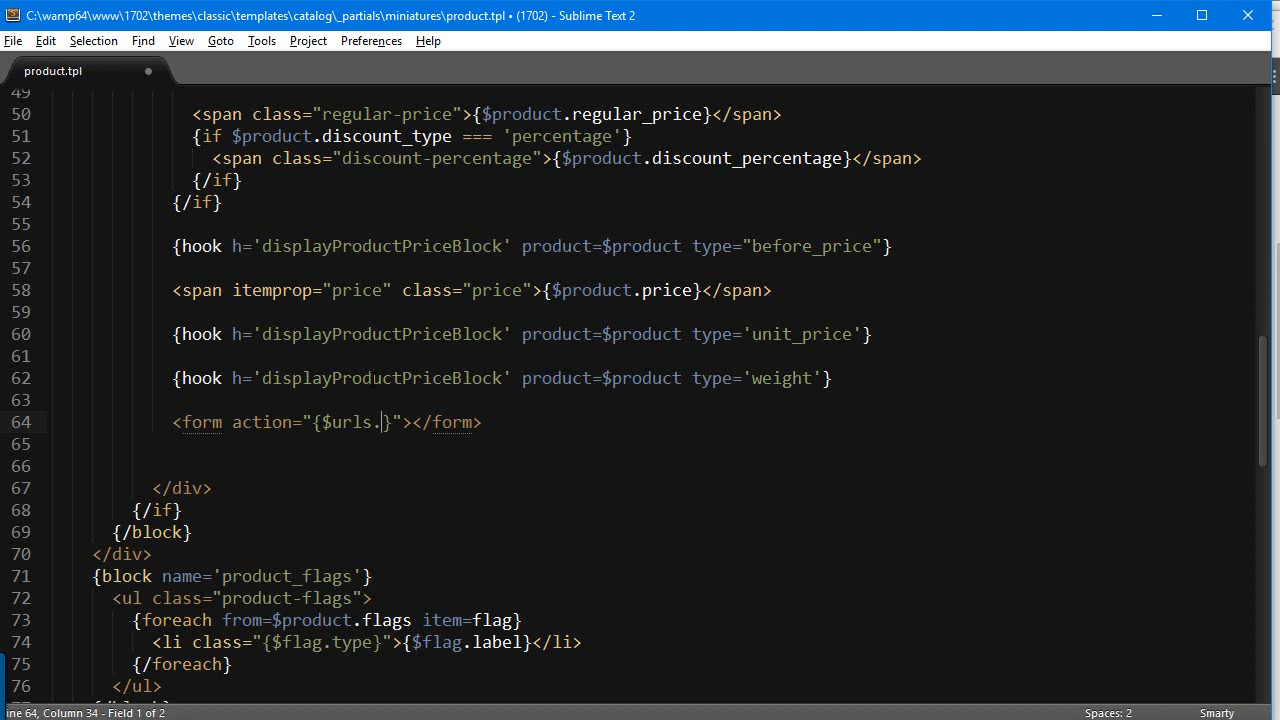 C:\wamp64\www\1702\themes\classic\templates\catalog\_partials\miniatures\product.tpl • (1702) - Sublime Text 2
File Edit Selection Find View Goto Tools Project Preferences Help
product.tpl
49
50 <span class="regular-price">{$product.regular_price}</span>
51 {if $product.discount_type === 'percentage'}
52 <span class="discount-percentage">{$product.discount_percentage}</span>
53 {/if}
54 {/if}
55
56 {hook h='displayProductPriceBlock' product=$product type="before_price"}
57
58 <span itemprop="price" class="price">{$product.price}</span>
59
60 {hook h='displayProductPriceBlock' product=$product type='unit_price'}
61
62 {hook h='displayProductPriceBlock' product=$product type='weight'}
63
64 <form action="{$urls.}"></form>
65
66
67 </div>
68 {/if}
69 {/block}
70 </div>
71 {block name='product_flags'}
72 <ul class="product-flags">
73 {foreach from=$product.flags item=flag}
74 <li class="{$flag.type}">{$flag.label}</li>
75 {/foreach}
76 </ul>
ine 64, Column 34 - Field 1 of 2 Spaces: 2 Smarty